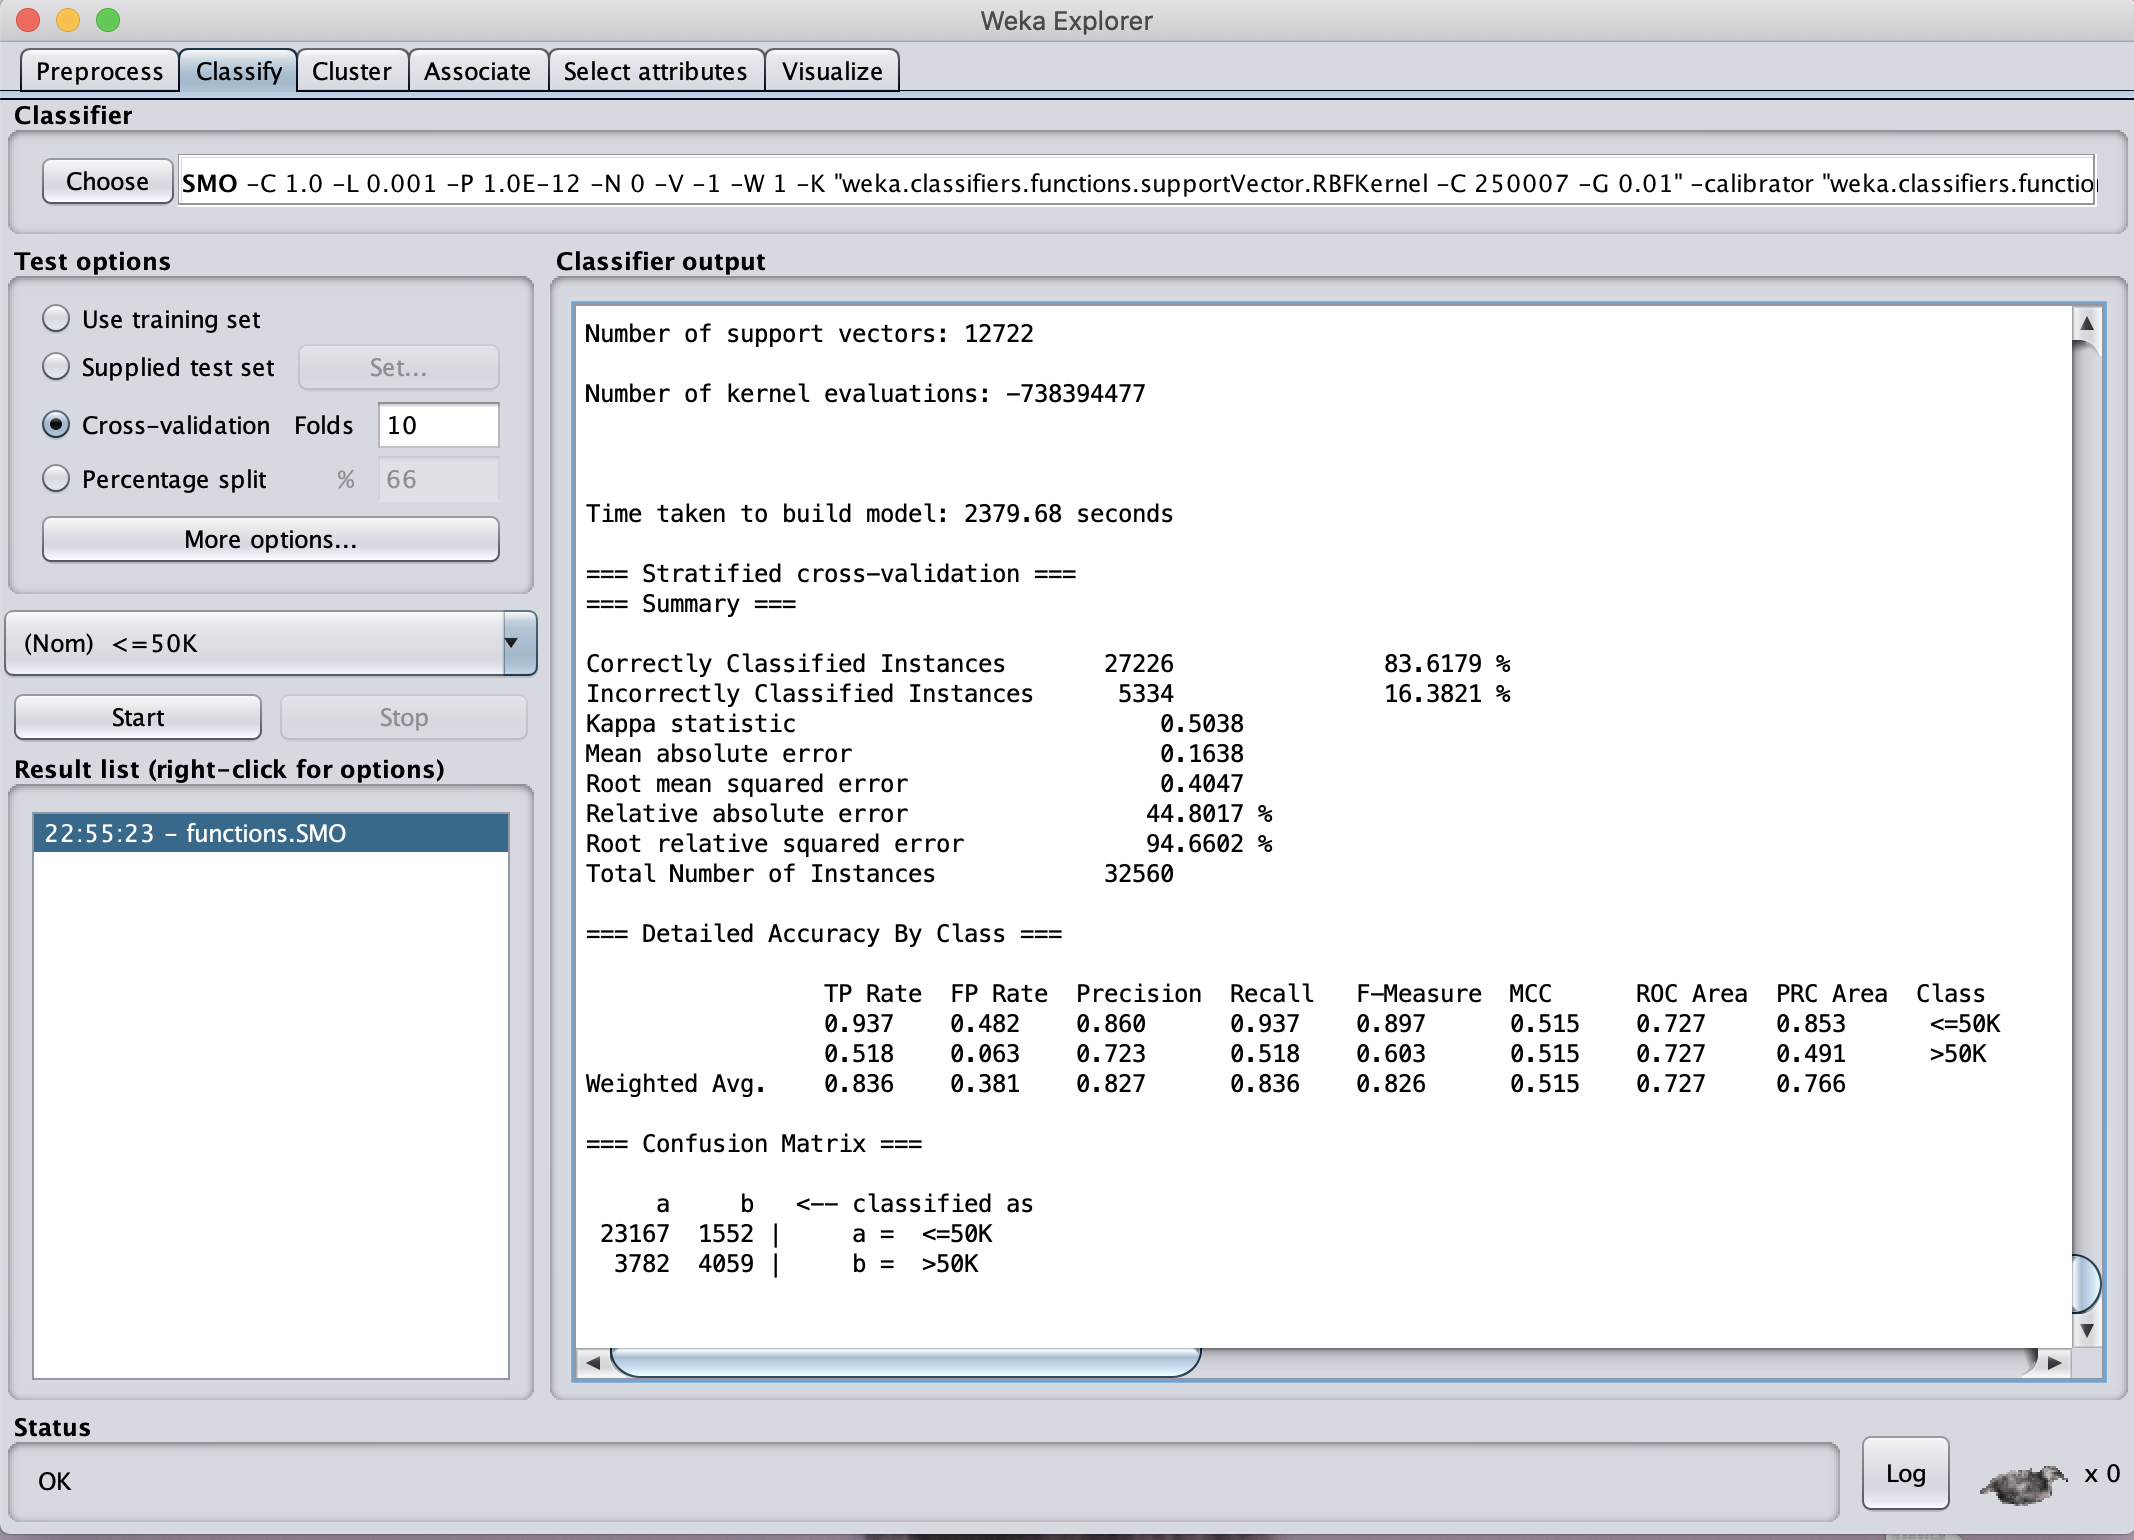 Weka Explorer
Preprocess Classify Cluster Associate Select attributes Visualize
Classifier
Choose SMO -C 1.0 -L 0.001 -P 1.0E-12 -N 0 -V -1 -W 1 -K "weka.classifiers.functions.supportVector.RBFKernel -C 250007 -G 0.01" -calibrator "weka.classifiers.functio
Test options
Use training set
Supplied test set Set...
Cross-validation Folds 10
Percentage split % 66
More options...
(Nom) <=50K
Start Stop
Result list (right-click for options)
22:55:23 - functions.SMO
Classifier output
Number of support vectors: 12722
Number of kernel evaluations: -738394477
Time taken to build model: 2379.68 seconds
=== Stratified cross-validation ===
=== Summary ===
Correctly Classified Instances 27226 83.6179 %
Incorrectly Classified Instances 5334 16.3821 %
Kappa statistic 0.5038
Mean absolute error 0.1638
Root mean squared error 0.4047
Relative absolute error 44.8017 %
Root relative squared error 94.6602 %
Total Number of Instances 32560
=== Detailed Accuracy By Class ===
TP Rate FP Rate Precision Recall F-Measure MCC ROC Area PRC Area Class
0.937 0.482 0.860 0.937 0.897 0.515 0.727 0.853 <=50K
0.518 0.063 0.723 0.518 0.603 0.515 0.727 0.491 >50K
Weighted Avg. 0.836 0.381 0.827 0.836 0.826 0.515 0.727 0.766
=== Confusion Matrix ===
a b <-- classified as
23167 1552 | a = <=50K
3782 4059 | b = >50K
Status
OK
Log x 0